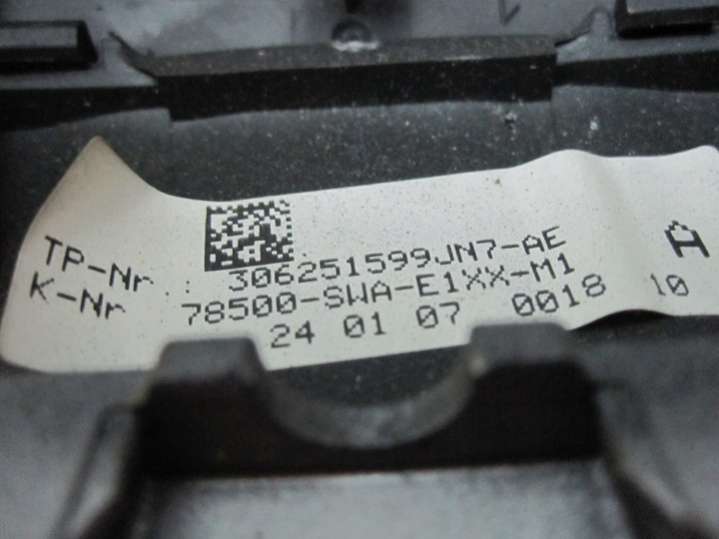 TP-Nr.: 306251599JN7-AE A
K-Nr 78500-SWA-E1XX-M1
24 01 07 0018 10